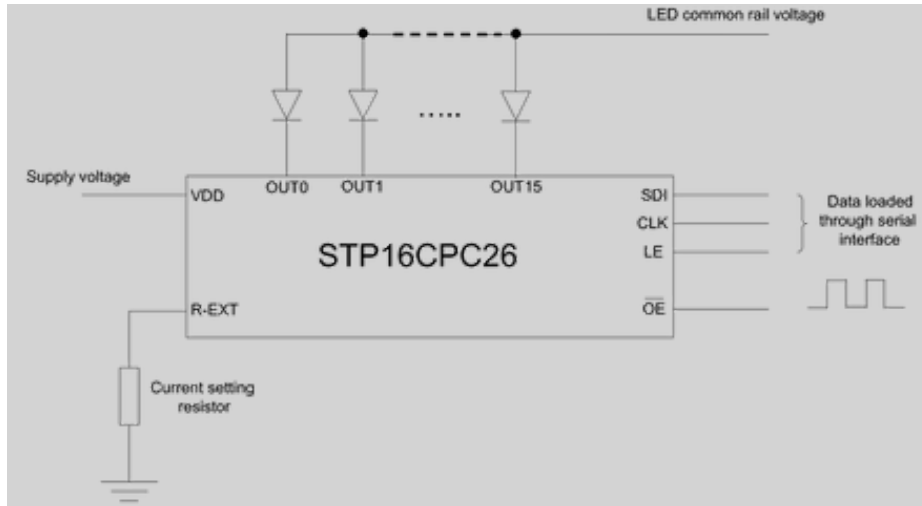 LED common rail voltage
Supply voltage
OUT0
OUT1
.....
OUT15
VDD
SDI
CLK
LE
Data loaded
through serial
interface
STP16CPC26
R-EXT
OE
Current setting
resistor